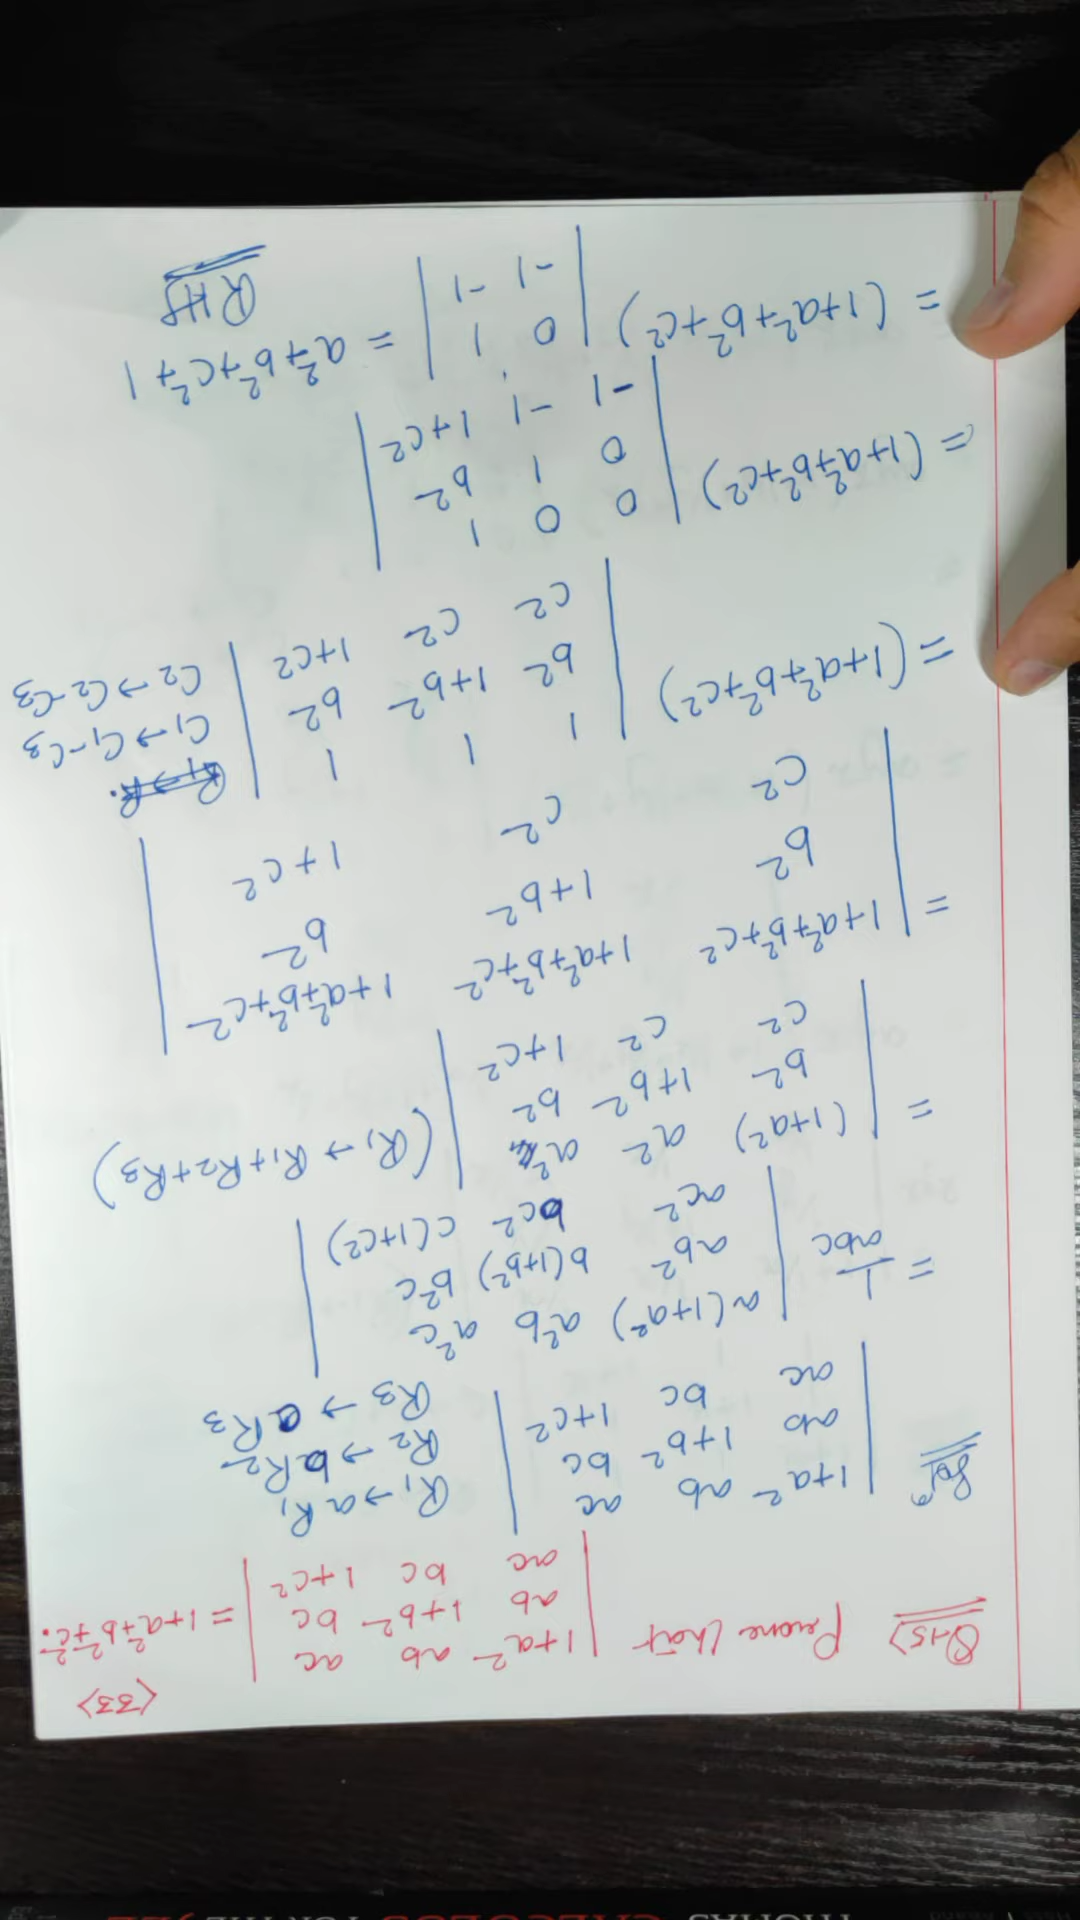 (33)
Q.15) Prove that | 1+a² ab ac |
| ab 1+b² bc | = 1+a²+b²+c².
| ac bc 1+c² |
Solⁿ | 1+a² ab ac | R₁→aR₁
| ab 1+b² bc | R₂→bR₂
| ac bc 1+c² | R₃→cR₃
= 1/abc | a(1+a²) a²b a²c |
| ab² b(1+b²) b²c |
| ac² bc² c(1+c²) |
= | (1+a²) a² a² |
| b² 1+b² b² | (R₁→R₁+R₂+R₃)
| c² c² 1+c² |
= | 1+a²+b²+c² 1+a²+b²+c² 1+a²+b²+c² |
| b² 1+b² b² |
| c² c² 1+c² |
= (1+a²+b²+c²) | 1 1 1 |
| b² 1+b² b² | C₁→C₁-C₃
| c² c² 1+c² | C₂→C₂-C₃
= (1+a²+b²+c²) | 0 0 1 |
| 0 1 b² |
| -1 -1 1+c² |
= (1+a²+b²+c²) | 0 1 | = a²+b²+c²+1
| -1 -1 | RHS